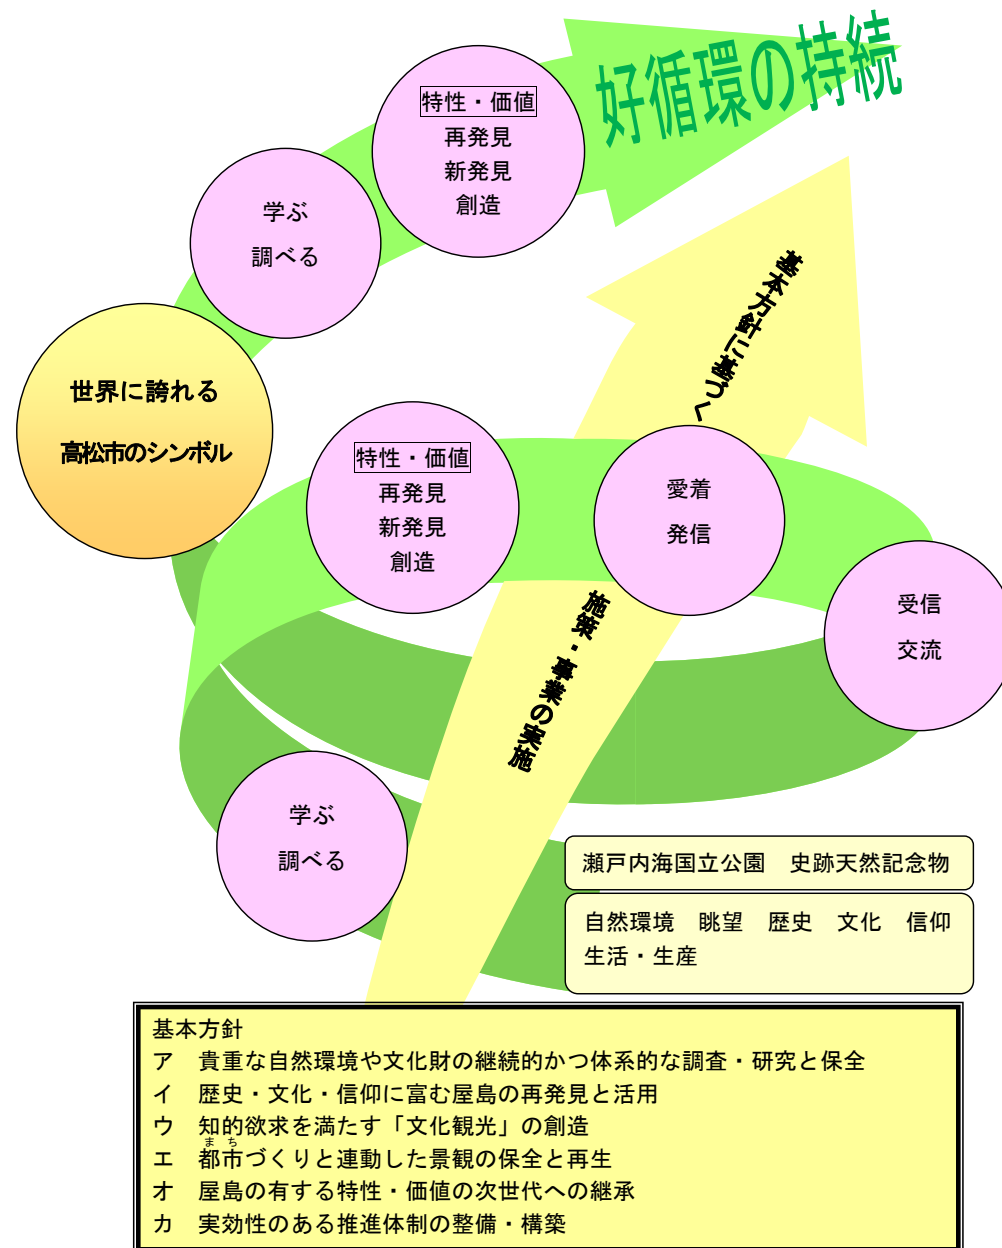 好循環の持続
特性・価値
再発見
新発見
創造
学ぶ
調べる
基本方針に基づく
世界に誇れる
高松市のシンボル
特性・価値
再発見
新発見
創造
愛着
発信
受信
交流
施策・事業の実施
学ぶ
調べる
瀬戸内海国立公園　史跡天然記念物
自然環境　眺望　歴史　文化　信仰
生活・生産
基本方針
ア　貴重な自然環境や文化財の継続的かつ体系的な調査・研究と保全
イ　歴史・文化・信仰に富む屋島の再発見と活用
ウ　知的欲求を満たす「文化観光」の創造
まち
エ　都市づくりと連動した景観の保全と再生
オ　屋島の有する特性・価値の次世代への継承
カ　実効性のある推進体制の整備・構築